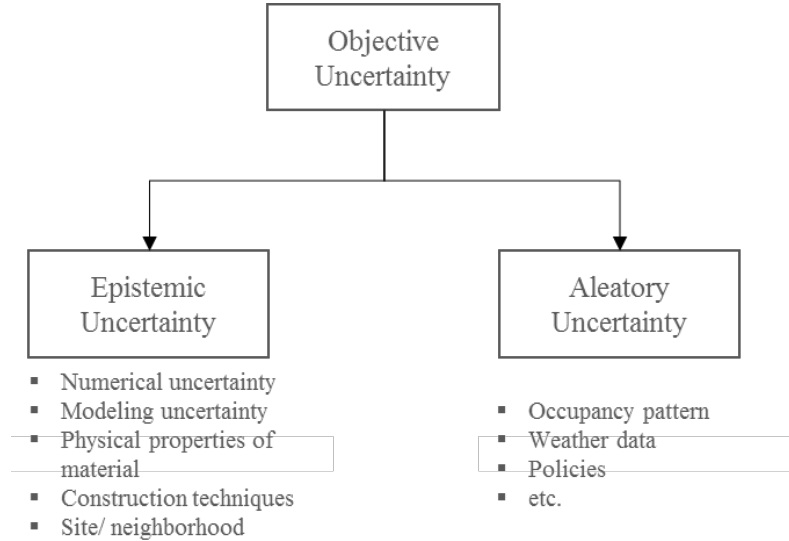 Objective
Uncertainty
Epistemic
Uncertainty
Aleatory
Uncertainty
▪ Numerical uncertainty
▪ Modeling uncertainty
▪ Physical properties of
material
▪ Construction techniques
▪ Site/ neighborhood
▪ Occupancy pattern
▪ Weather data
▪ Policies
▪ etc.